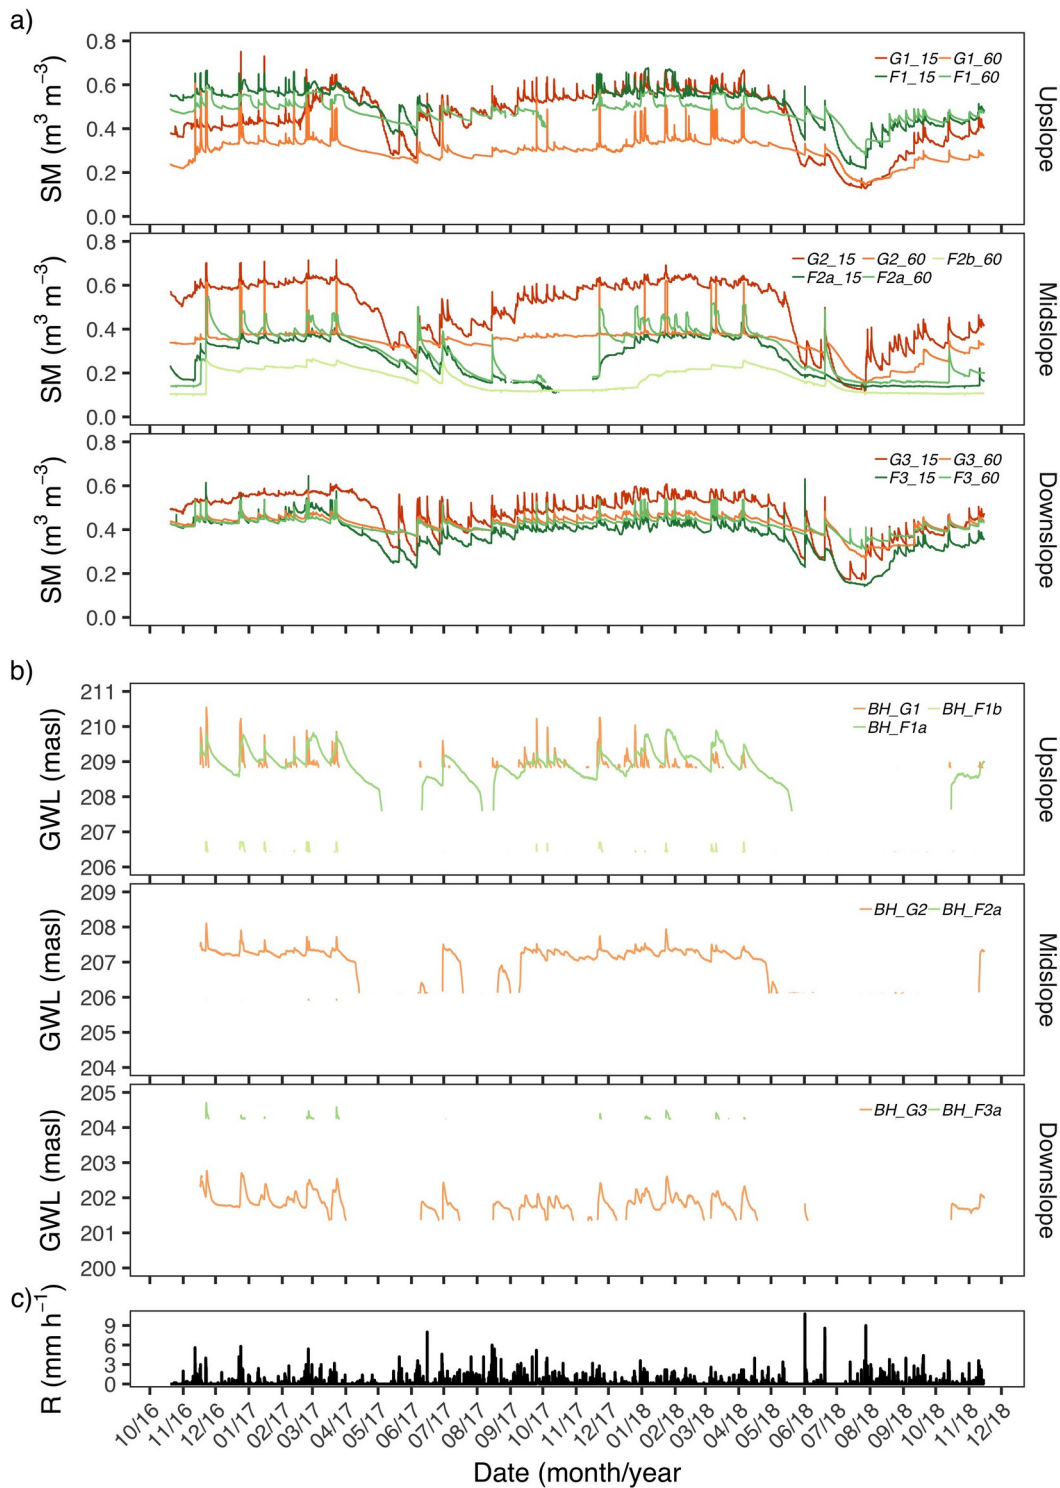 a)
0.8
0.6
0.4
0.2
0.0
SM (m³ m⁻³)
G1_15 G1_60
F1_15 F1_60
Upslope
0.8
0.6
0.4
0.2
0.0
SM (m³ m⁻³)
G2_15 G2_60 F2b_60
F2a_15 F2a_60
Midslope
0.8
0.6
0.4
0.2
0.0
SM (m³ m⁻³)
G3_15 G3_60
F3_15 F3_60
Downslope
b)
211
210
209
208
207
206
GWL (masl)
BH_G1 BH_F1b
BH_F1a
Upslope
209
208
207
206
205
204
GWL (masl)
BH_G2 BH_F2a
Midslope
205
204
203
202
201
200
GWL (masl)
BH_G3 BH_F3a
Downslope
c)
9
6
3
0
R (mm h⁻¹)
10/16 11/16 12/16 01/17 02/17 03/17 04/17 05/17 06/17 07/17 08/17 09/17 10/17 11/17 12/17 01/18 02/18 03/18 04/18 05/18 06/18 07/18 08/18 09/18 10/18 11/18 12/18
Date (month/year